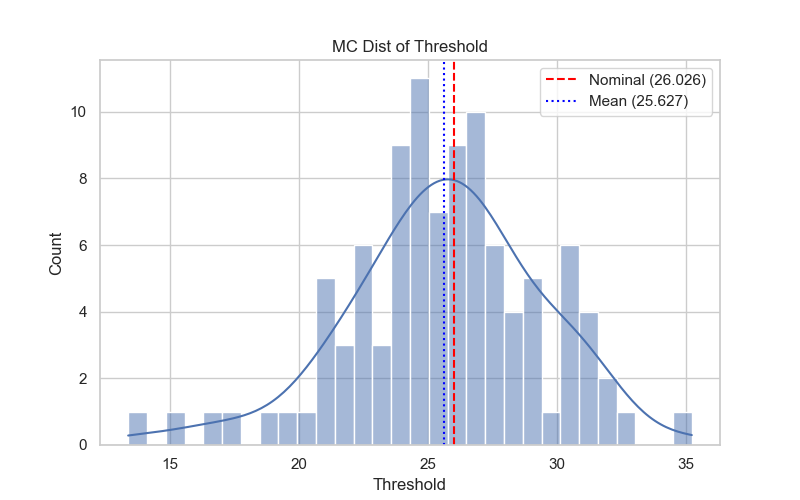 MC Dist of Threshold
Nominal (26.026)
Mean (25.627)
Count
10
8
6
4
2
0
15
20
25
30
35
Threshold